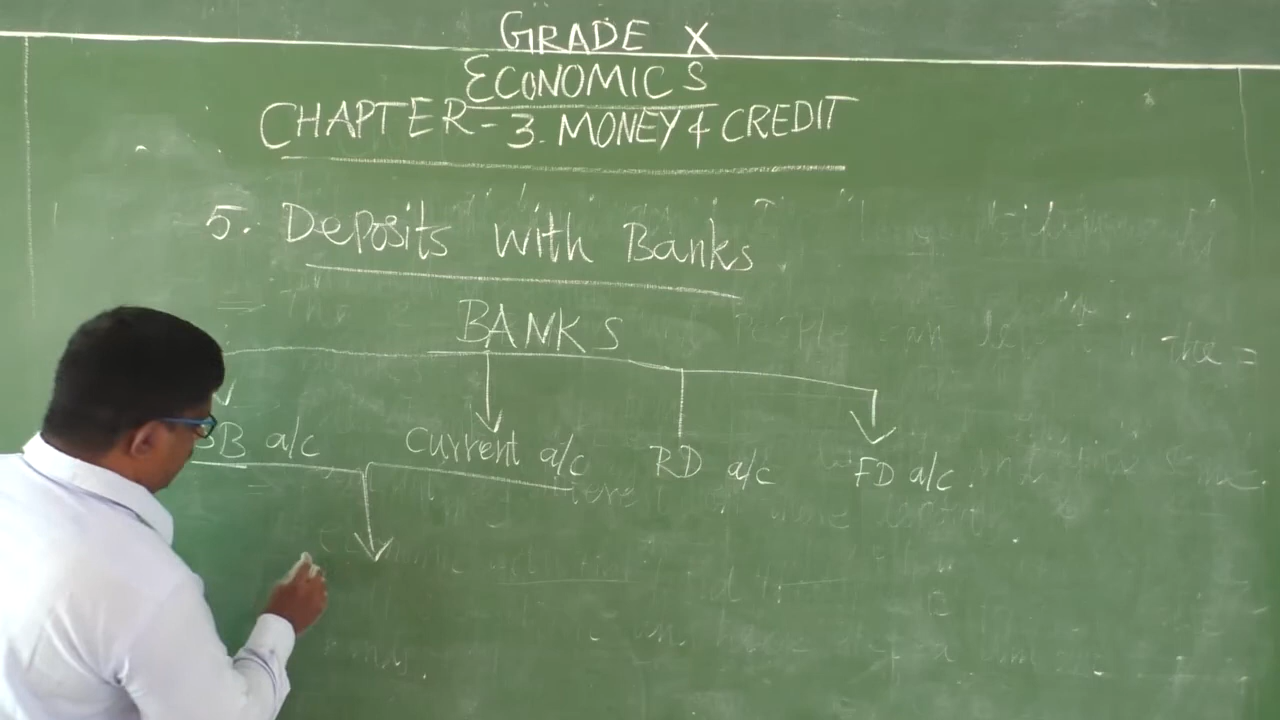 GRADE X
ECONOMICS
CHAPTER-3. MONEY & CREDIT
5. Deposits with Banks
BANKS
SB a/c Current a/c RD a/c FD a/c.